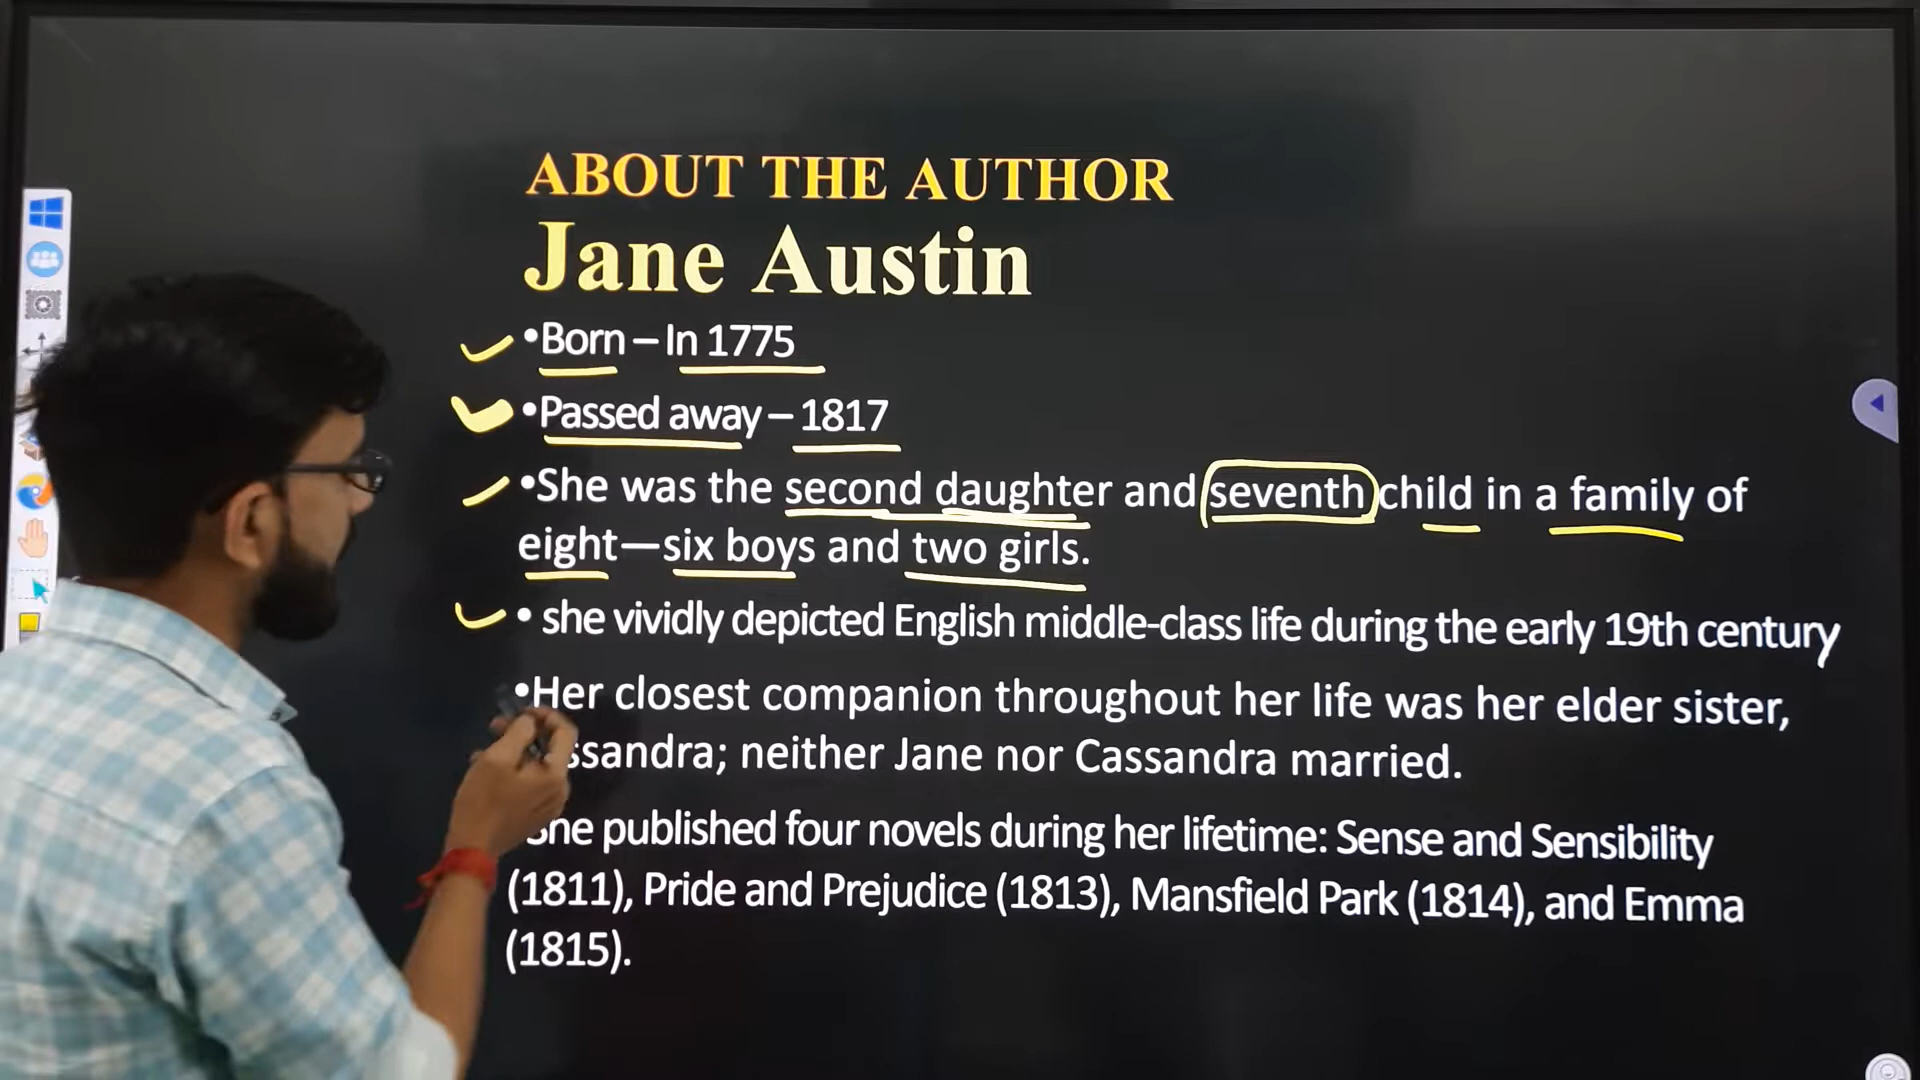 ABOUT THE AUTHOR
Jane Austin
•Born – In 1775
•Passed away – 1817
•She was the second daughter and seventh child in a family of
eight—six boys and two girls.
• she vividly depicted English middle-class life during the early 19th century
•Her closest companion throughout her life was her elder sister,
ssandra; neither Jane nor Cassandra married.
She published four novels during her lifetime: Sense and Sensibility
(1811), Pride and Prejudice (1813), Mansfield Park (1814), and Emma
(1815).